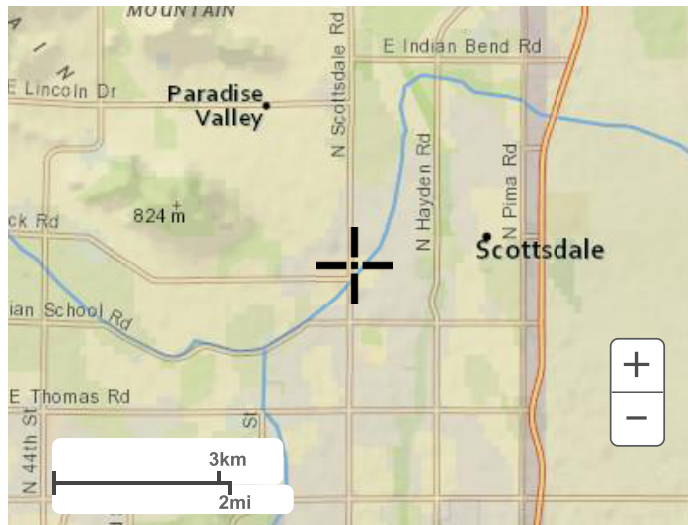 MOUNTAIN
A I N
N Scottsdale Rd
E Indian Bend Rd
E Lincoln Dr
Paradise
Valley
N Hayden Rd
N Pima Rd
824 m
ck Rd
Scottsdale
ian School Rd
E Thomas Rd
N 44th St
St
3km
2mi
+
−